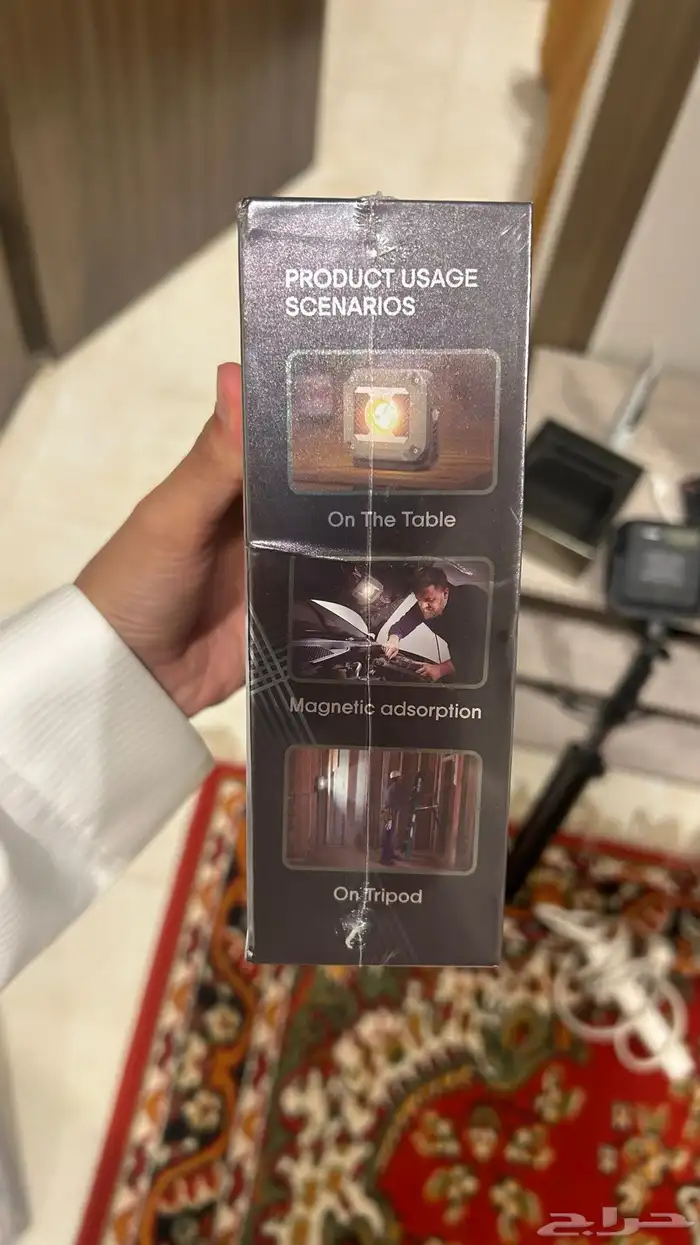 PRODUCT USAGE
SCENARIOS
On The Table
Magnetic adsorption
On Tripod
حراج